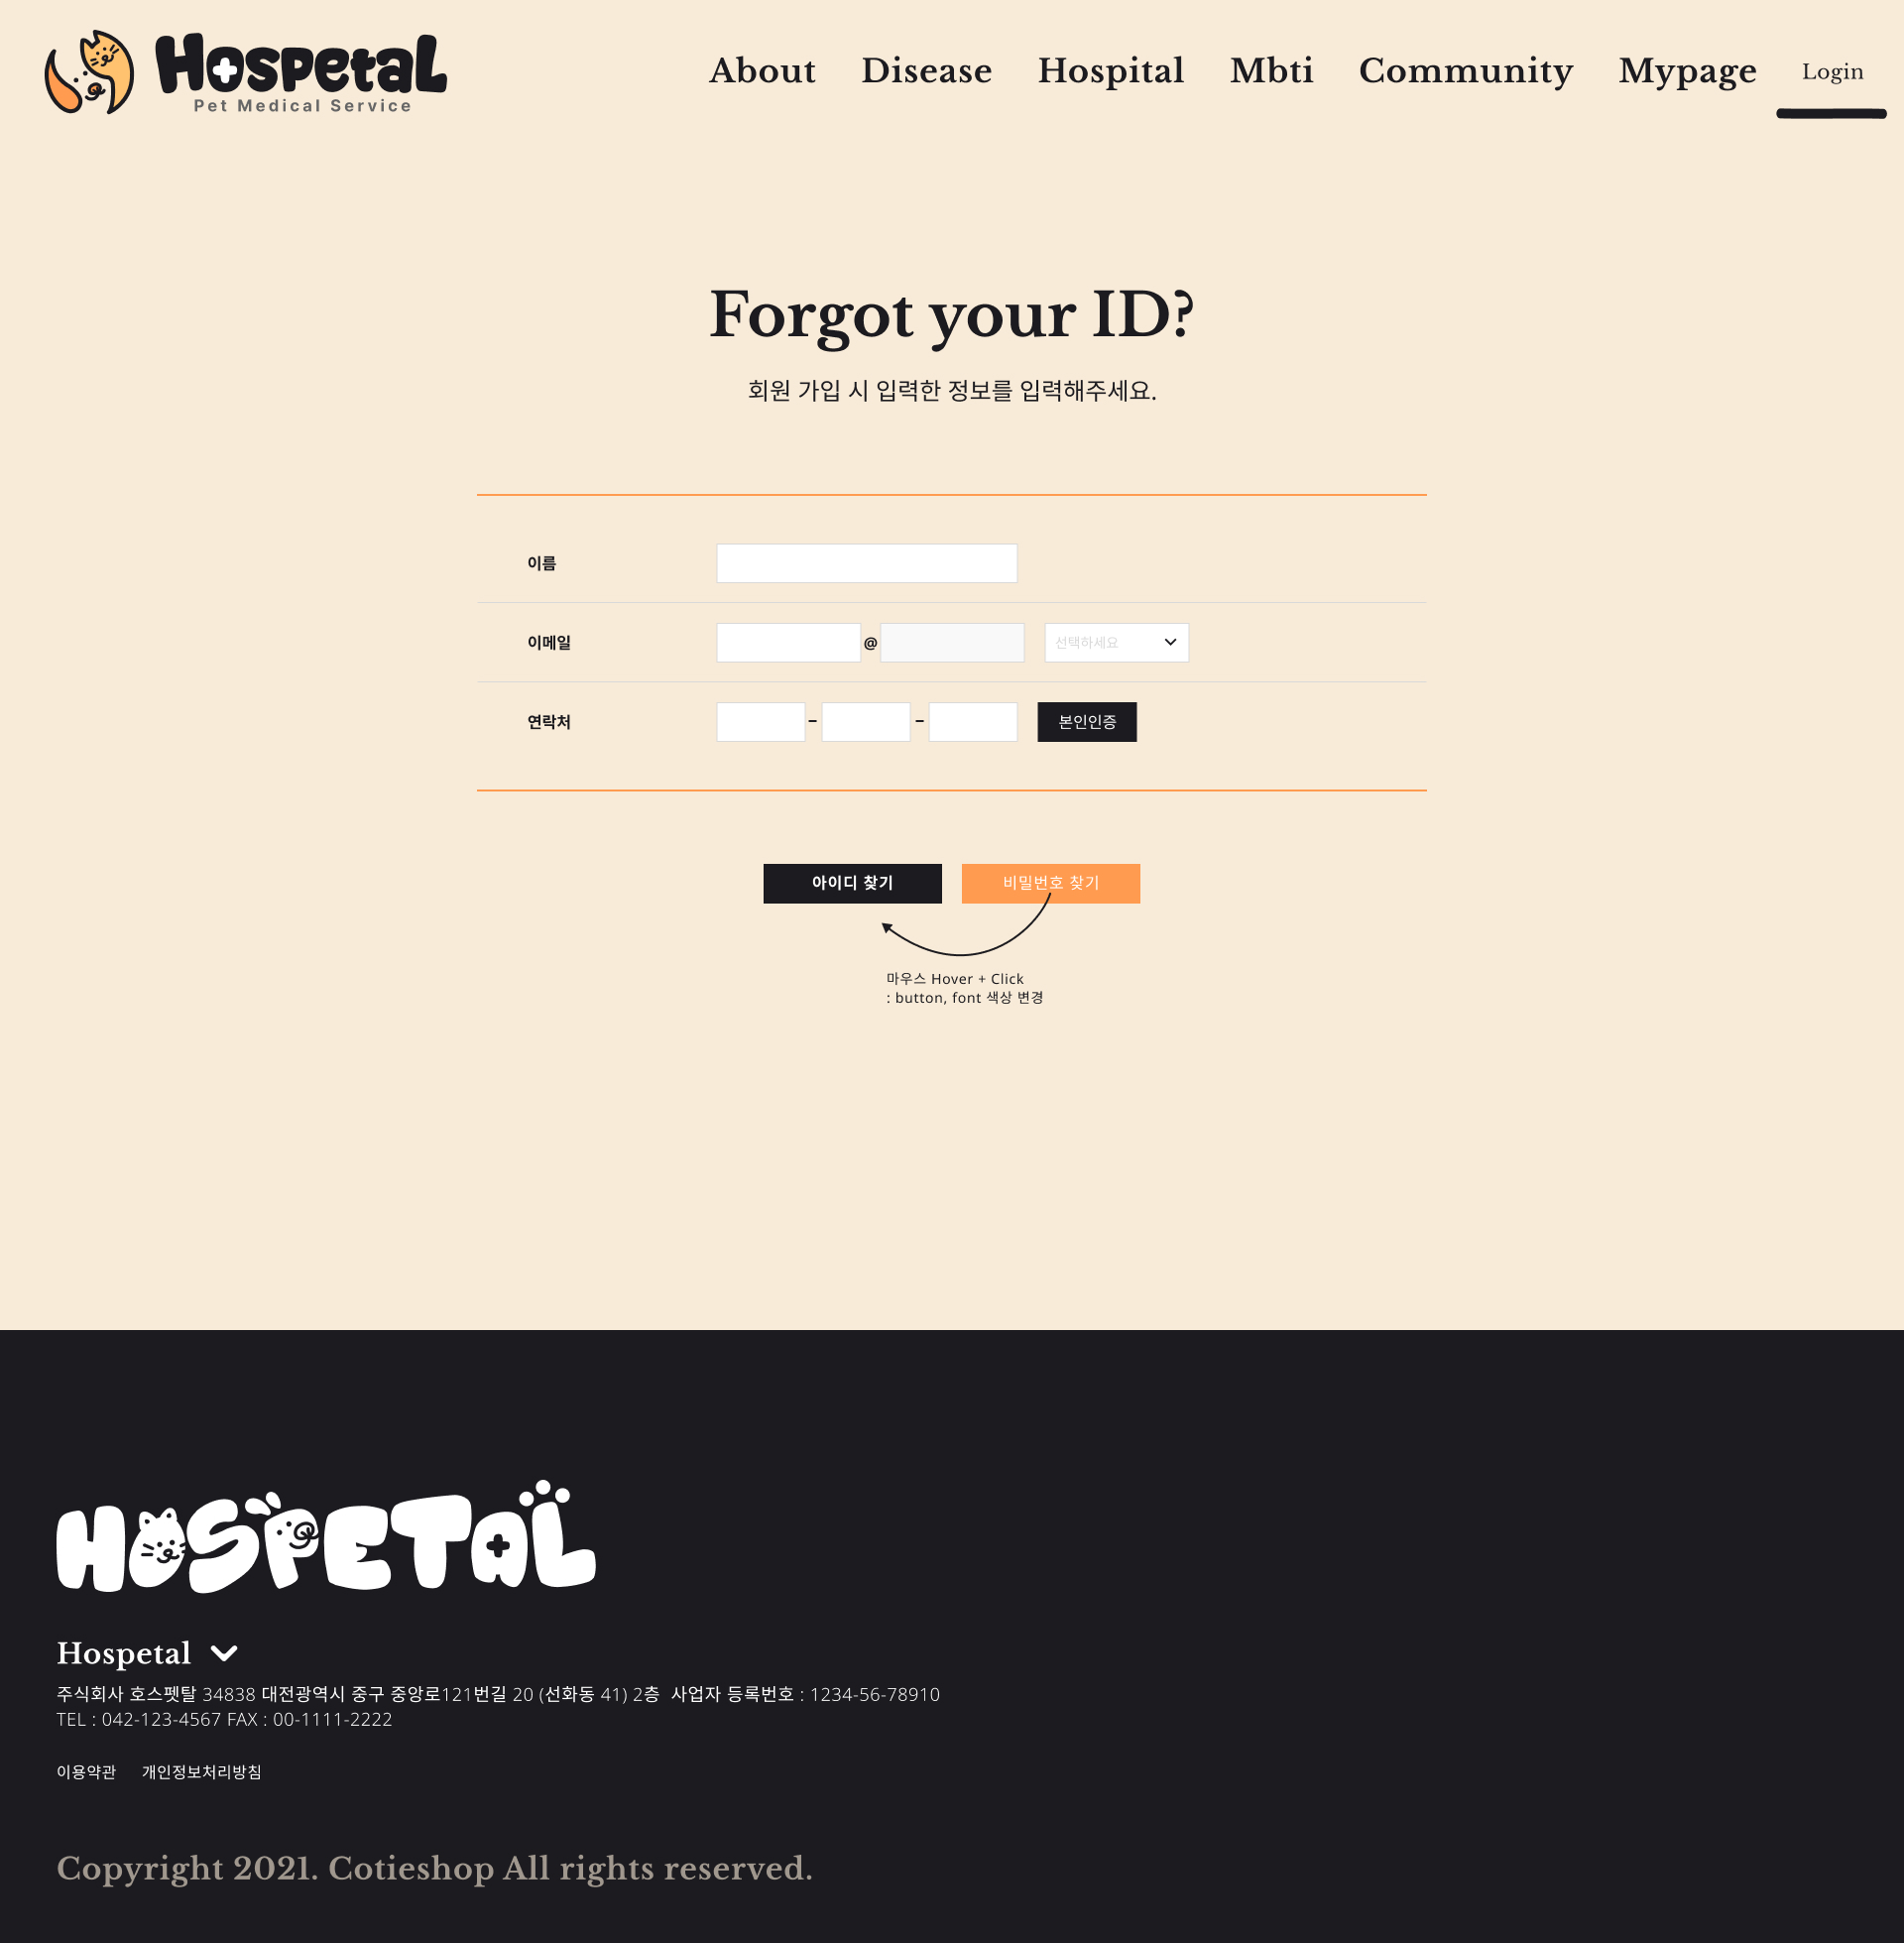 Hospetal
Pet Medical Service
About Disease Hospital Mbti Community Mypage Login
Forgot your ID?
회원 가입 시 입력한 정보를 입력해주세요.
이름
이메일 @ 선택하세요
연락처 - - 본인인증
아이디 찾기 비밀번호 찾기
마우스 Hover + Click
: button, font 색상 변경
HOSPETAL
Hospetal
주식회사 호스펫탈 34838 대전광역시 중구 중앙로121번길 20 (선화동 41) 2층 사업자 등록번호 : 1234-56-78910
TEL : 042-123-4567 FAX : 00-1111-2222
이용약관 개인정보처리방침
Copyright 2021. Cotieshop All rights reserved.